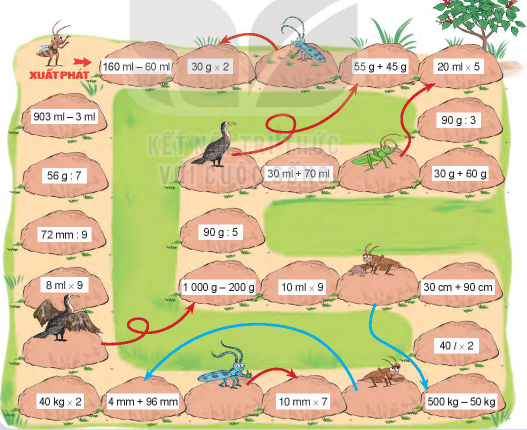 XUẤT PHÁT
160 ml – 60 ml
30 g × 2
55 g + 45 g
20 ml × 5
903 ml – 3 ml
90 g : 3
KẾT NỐI TRI THỨC
VỚI CUỘC SỐNG
56 g : 7
30 ml + 70 ml
30 g + 60 g
72 mm : 9
90 g : 5
8 ml × 9
1 000 g – 200 g
10 ml × 9
30 cm + 90 cm
40 l × 2
40 kg × 2
4 mm + 96 mm
10 mm × 7
500 kg – 50 kg